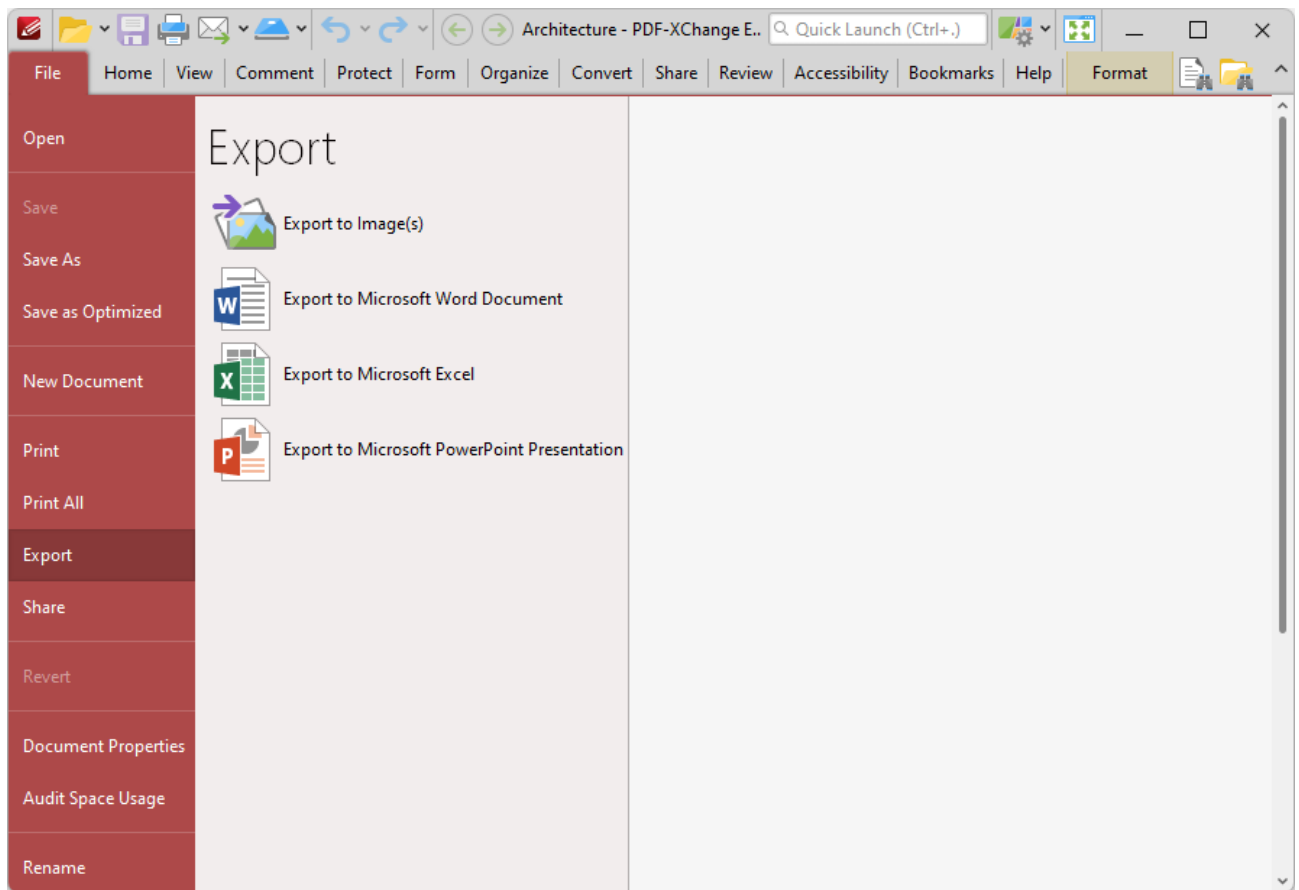 Architecture - PDF-XChange E.. Quick Launch (Ctrl+.)
File Home View Comment Protect Form Organize Convert Share Review Accessibility Bookmarks Help Format
Open
Save
Save As
Save as Optimized
New Document
Print
Print All
Export
Share
Revert
Document Properties
Audit Space Usage
Rename
Export
Export to Image(s)
W Export to Microsoft Word Document
X Export to Microsoft Excel
P Export to Microsoft PowerPoint Presentation